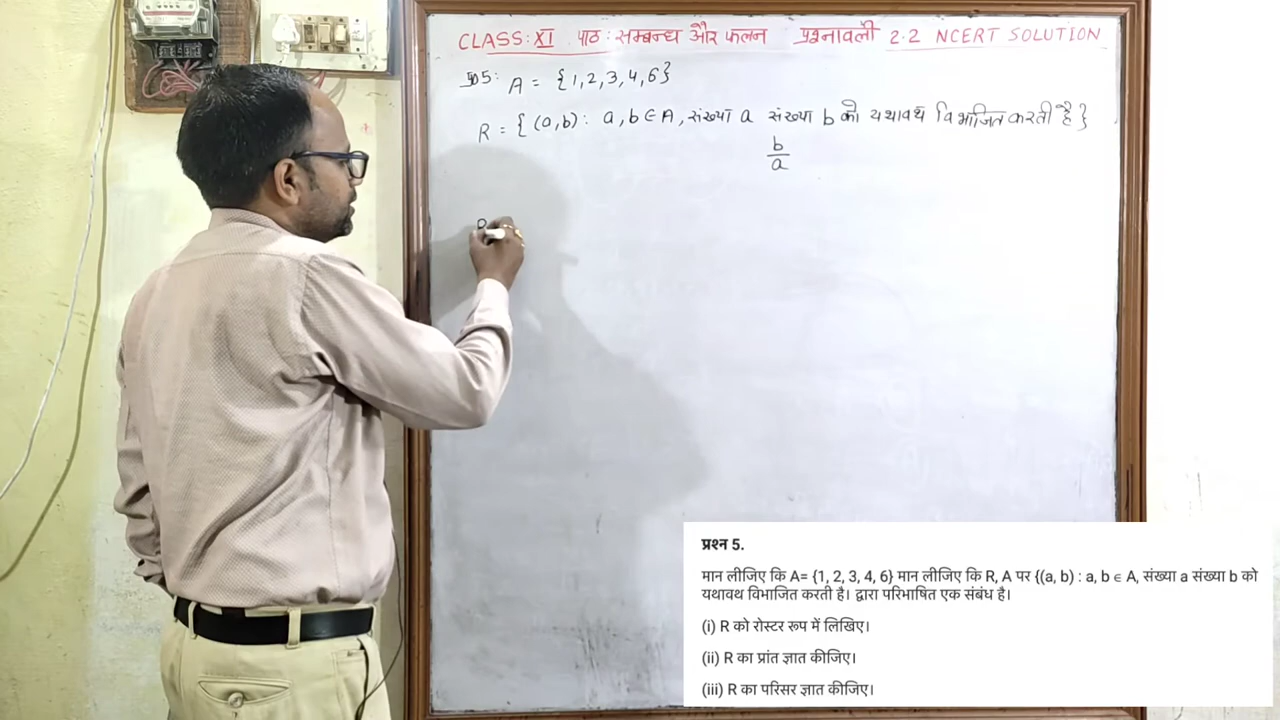 CLASS: XI पाठ: सम्बन्ध और फलन प्रश्नावली 2.2 NCERT SOLUTION
प्र05: A = {1,2,3,4,6}
R = {(a,b): a,b∈A, संख्या a संख्या b को यथावथ विभाजित करती है}
b
a
R
प्रश्न 5.
मान लीजिए कि A= {1, 2, 3, 4, 6} मान लीजिए कि R, A पर {(a, b) : a, b ∈ A, संख्या a संख्या b को
यथावथ विभाजित करती है। द्वारा परिभाषित एक संबंध है।
(i) R को रोस्टर रूप में लिखिए।
(ii) R का प्रांत ज्ञात कीजिए।
(iii) R का परिसर ज्ञात कीजिए।